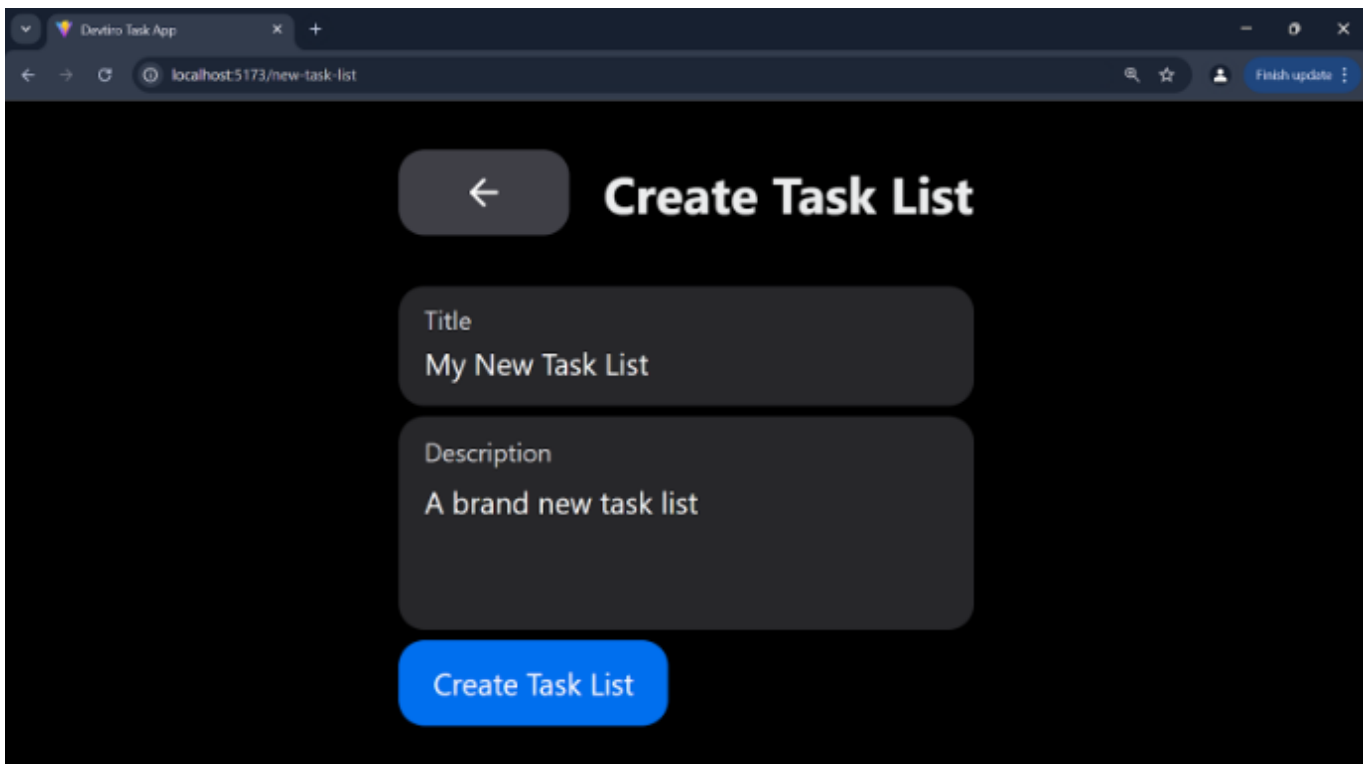 Devtiro Task App
localhost:5173/new-task-list
Finish update
Create Task List
Title
My New Task List
Description
A brand new task list
Create Task List